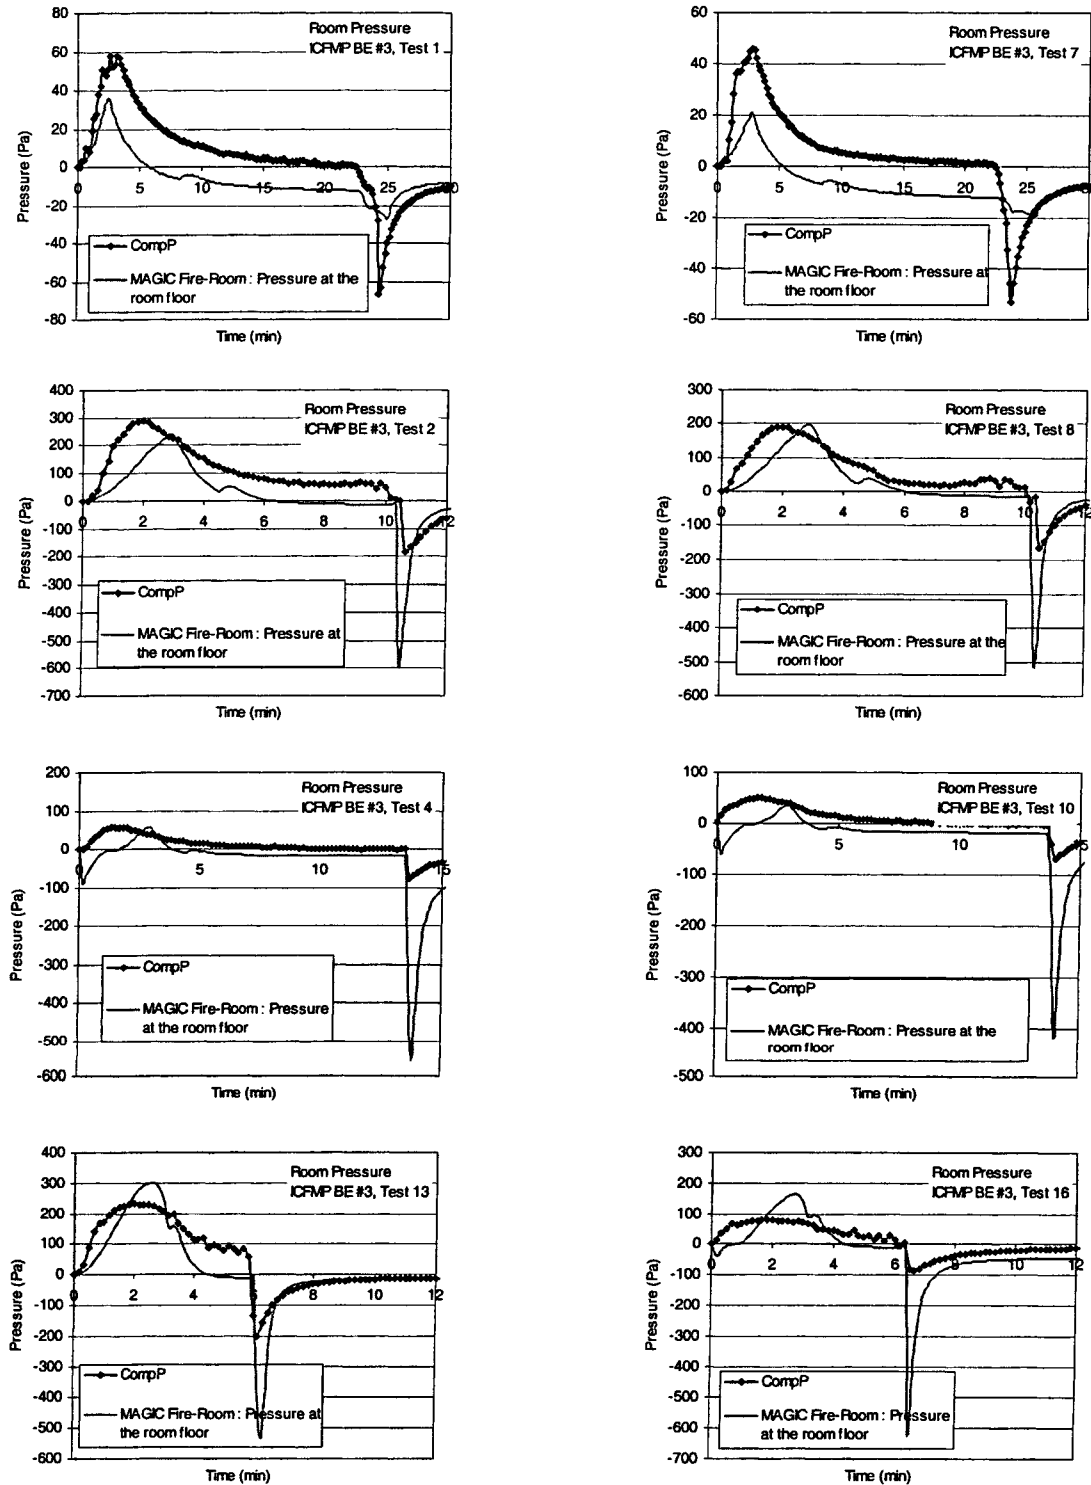 Room Pressure
ICFMP BE #3, Test 1
80
60
40
20
0
-20
-40
-60
-80
0 5 10 15 20 25 30
Pressure (Pa)
CompP
MAGIC Fire-Room : Pressure at the
room floor
Time (min)
Room Pressure
ICFMP BE #3, Test 7
60
40
20
0
-20
-40
-60
0 5 10 15 20 25 30
Pressure (Pa)
CompP
MAGIC Fire-Room : Pressure at
the room floor
Time (min)
Room Pressure
ICFMP BE #3, Test 2
400
300
200
100
0
-100
-200
-300
-400
-500
-600
-700
0 2 4 6 8 10 12
Pressure (Pa)
CompP
MAGIC Fire-Room : Pressure at
the room floor
Time (min)
Room Pressure
ICFMP BE #3, Test 8
300
200
100
0
-100
-200
-300
-400
-500
-600
0 2 4 6 8 10 12
Pressure (Pa)
CompP
MAGIC Fire-Room : Pressure at the
room floor
Time (min)
Room Pressure
ICFMP BE #3, Test 4
200
100
0
-100
-200
-300
-400
-500
-600
0 5 10 15
Pressure (Pa)
CompP
MAGIC Fire-Room : Pressure
at the room floor
Time (min)
Room Pressure
ICFMP BE #3, Test 10
100
0
-100
-200
-300
-400
-500
0 5 10 15
Pressure (Pa)
CompP
MAGIC Fire-Room : Pressure at the
room floor
Time (min)
Room Pressure
ICFMP BE #3, Test 13
400
300
200
100
0
-100
-200
-300
-400
-500
-600
0 2 4 6 8 10 12
Pressure (Pa)
CompP
MAGIC Fire-Room : Pressure at
the room floor
Time (min)
Room Pressure
ICFMP BE #3, Test 16
300
200
100
0
-100
-200
-300
-400
-500
-600
-700
0 2 4 6 8 10 12
Pressure (Pa)
CompP
MAGIC Fire-Room : Pressure
at the room floor
Time (min)